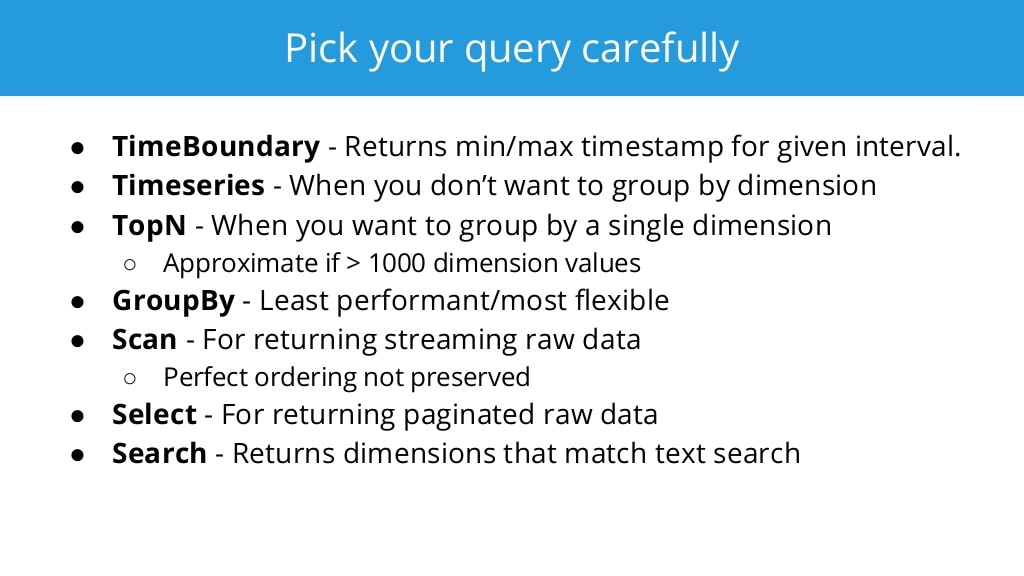 Pick your query carefully
● TimeBoundary - Returns min/max timestamp for given interval.
● Timeseries - When you don’t want to group by dimension
● TopN - When you want to group by a single dimension
○ Approximate if > 1000 dimension values
● GroupBy - Least performant/most flexible
● Scan - For returning streaming raw data
○ Perfect ordering not preserved
● Select - For returning paginated raw data
● Search - Returns dimensions that match text search